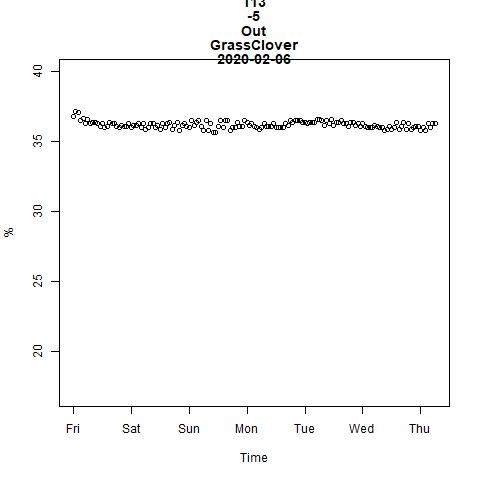 113
-5
Out
GrassClover
2020-02-06
40
35
30
25
20
%
Fri
Sat
Sun
Mon
Tue
Wed
Thu
Time